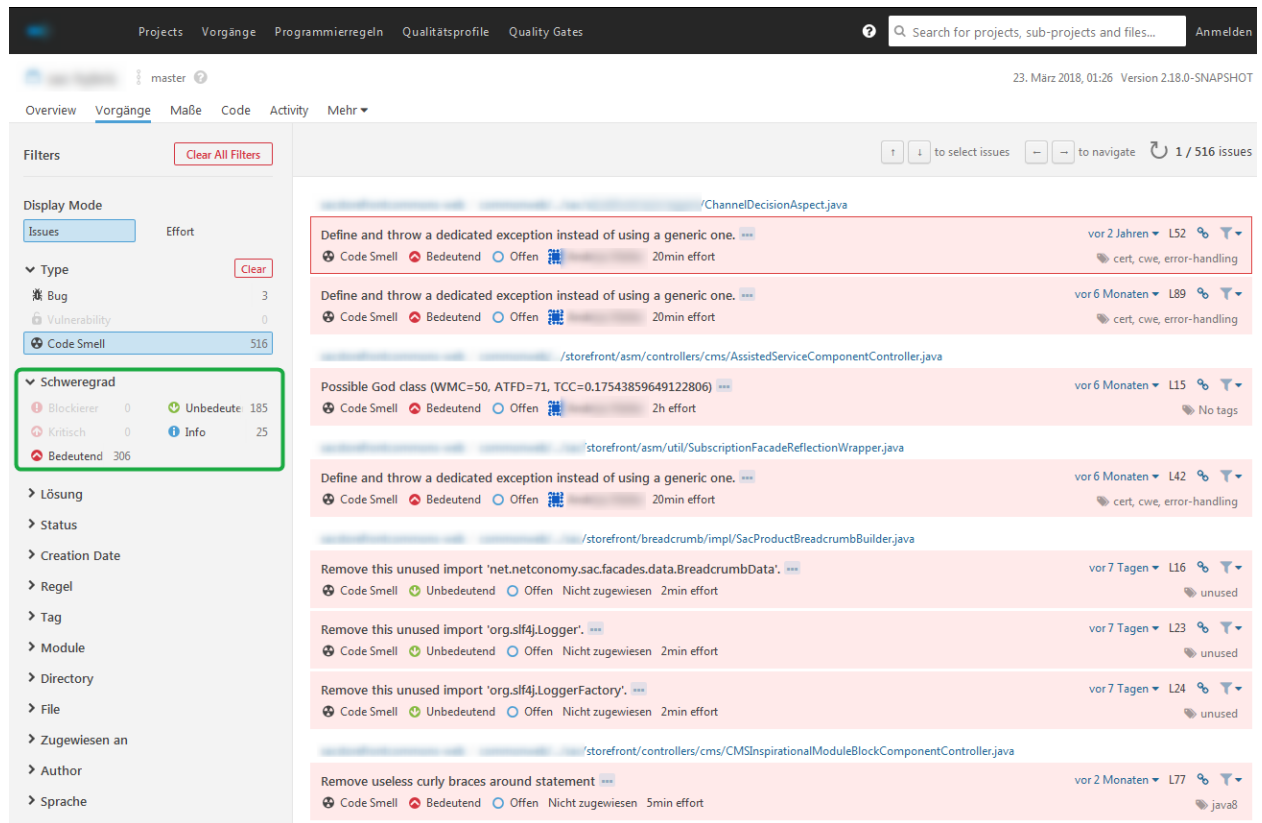 Projects Vorgänge Programmierregeln Qualitätsprofile Quality Gates ? Search for projects, sub-projects and files... Anmelden
master ? 23. März 2018, 01:26 Version 2.18.0-SNAPSHOT
Overview Vorgänge Maße Code Activity Mehr
Filters Clear All Filters
↑ ↓ to select issues ← → to navigate 1 / 516 issues
Display Mode
Issues Effort
Type Clear
Bug 3
Vulnerability 0
Code Smell 516
Schweregrad
Blockierer 0 Unbedeute 185
Kritisch 0 Info 25
Bedeutend 306
Lösung
Status
Creation Date
Regel
Tag
Module
Directory
File
Zugewiesen an
Author
Sprache
/ChannelDecisionAspect.java
Define and throw a dedicated exception instead of using a generic one. ••• vor 2 Jahren L52
Code Smell Bedeutend Offen 20min effort cert, cwe, error-handling
Define and throw a dedicated exception instead of using a generic one. ••• vor 6 Monaten L89
Code Smell Bedeutend Offen 20min effort cert, cwe, error-handling
/storefront/asm/controllers/cms/AssistedServiceComponentController.java
Possible God class (WMC=50, ATFD=71, TCC=0.17543859649122806) ••• vor 6 Monaten L15
Code Smell Bedeutend Offen 2h effort No tags
/storefront/asm/util/SubscriptionFacadeReflectionWrapper.java
Define and throw a dedicated exception instead of using a generic one. ••• vor 6 Monaten L42
Code Smell Bedeutend Offen 20min effort cert, cwe, error-handling
/storefront/breadcrumb/impl/SacProductBreadcrumbBuilder.java
Remove this unused import 'net.netconomy.sac.facades.data.BreadcrumbData'. ••• vor 7 Tagen L16
Code Smell Unbedeutend Offen Nicht zugewiesen 2min effort unused
Remove this unused import 'org.slf4j.Logger'. ••• vor 7 Tagen L23
Code Smell Unbedeutend Offen Nicht zugewiesen 2min effort unused
Remove this unused import 'org.slf4j.LoggerFactory'. ••• vor 7 Tagen L24
Code Smell Unbedeutend Offen Nicht zugewiesen 2min effort unused
/storefront/controllers/cms/CMSInspirationalModuleBlockComponentController.java
Remove useless curly braces around statement ••• vor 2 Monaten L77
Code Smell Bedeutend Offen Nicht zugewiesen 5min effort java8